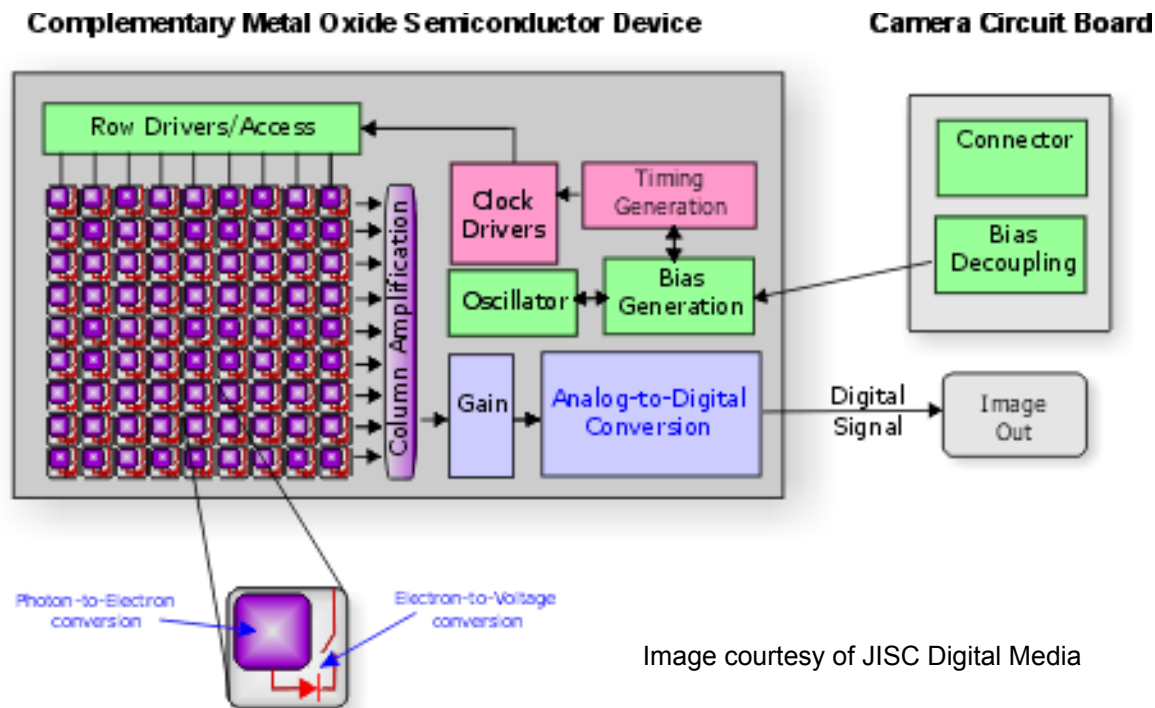 Complementary Metal Oxide Semiconductor Device
Camera Circuit Board
Row Drivers/Access
Connector
Clock
Drivers
Timing
Generation
Bias
Decoupling
Column Amplification
Oscillator
Bias
Generation
Gain
Analog-to-Digital
Conversion
Digital
Signal
Image
Out
Photon-to-Electron
conversion
Electron-to-Voltage
conversion
Image courtesy of JISC Digital Media